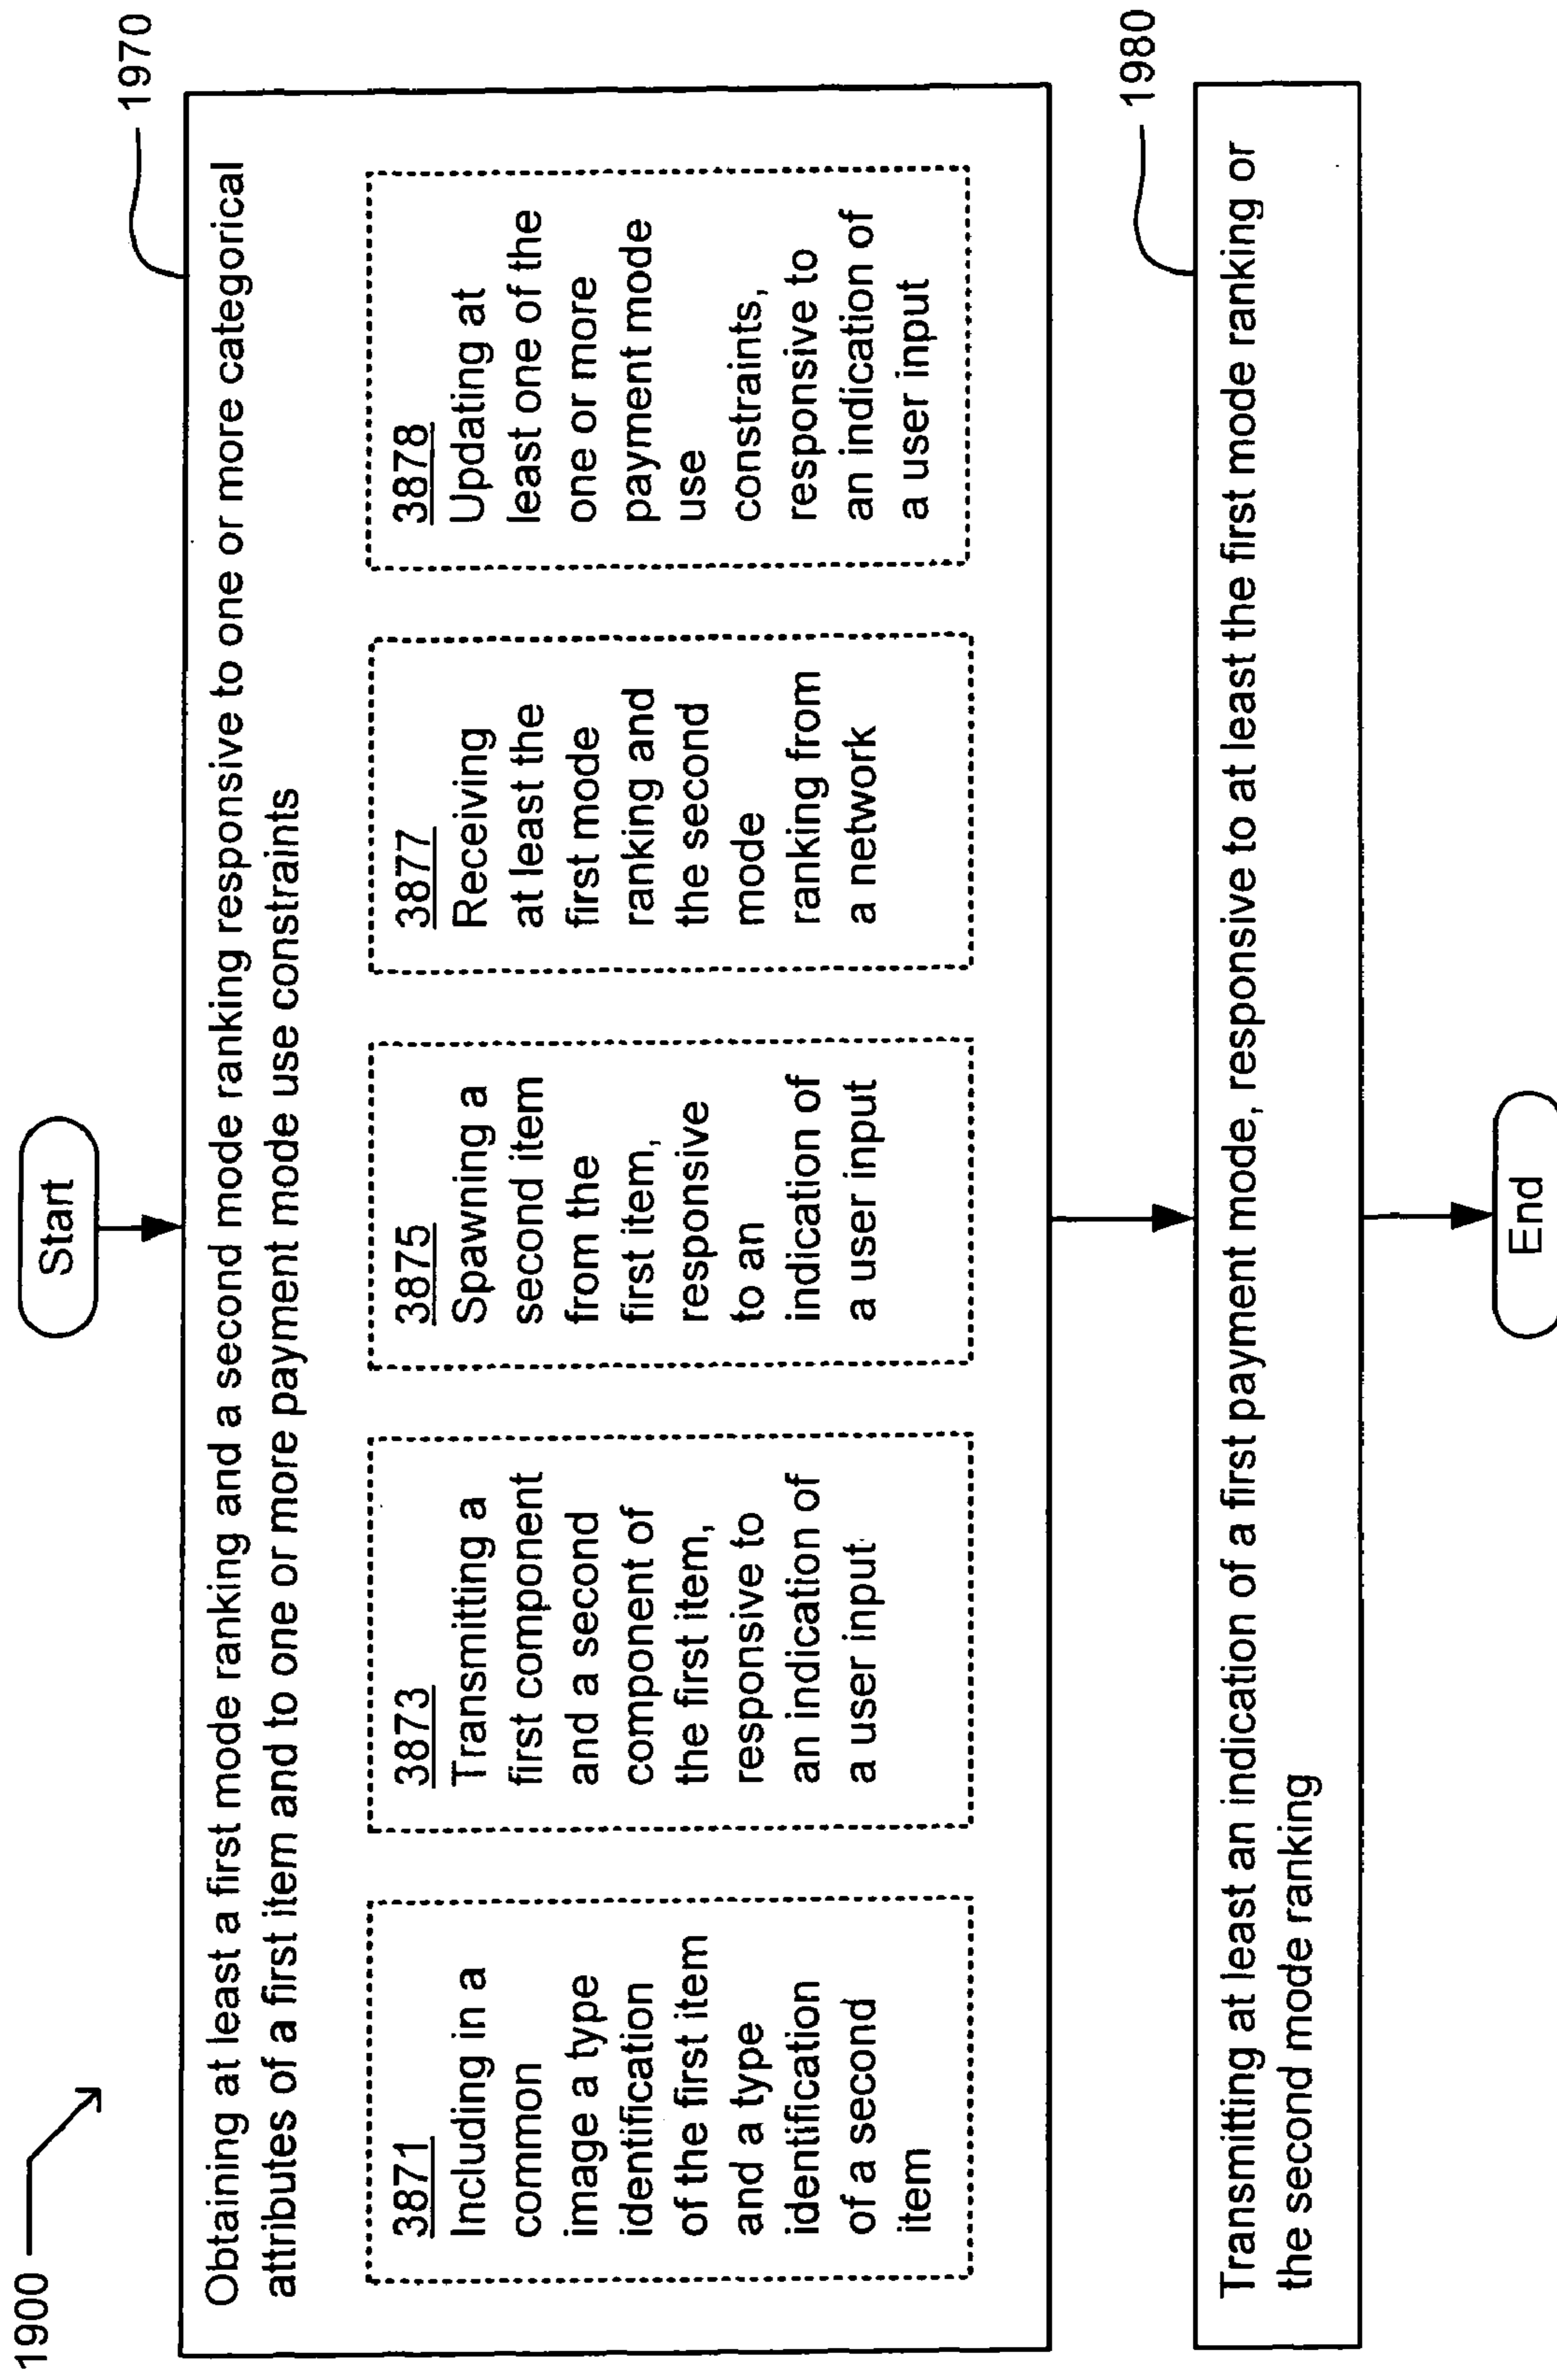 1900
Start
1970
Obtaining at least a first mode ranking and a second mode ranking responsive to one or more categorical
attributes of a first item and to one or more payment mode use constraints
3871
Including in a
common
image a type
identification
of the first item
and a type
identification
of a second
item
3873
Transmitting a
first component
and a second
component of
the first item,
responsive to
an indication of
a user input
3875
Spawning a
second item
from the
first item,
responsive
to an
indication of
a user input
3877
Receiving
at least the
first mode
ranking and
the second
mode
ranking from
a network
3878
Updating at
least one of the
one or more
payment mode
use
constraints,
responsive to
an indication of
a user input
1980
Transmitting at least an indication of a first payment mode, responsive to at least the first mode ranking or
the second mode ranking
End